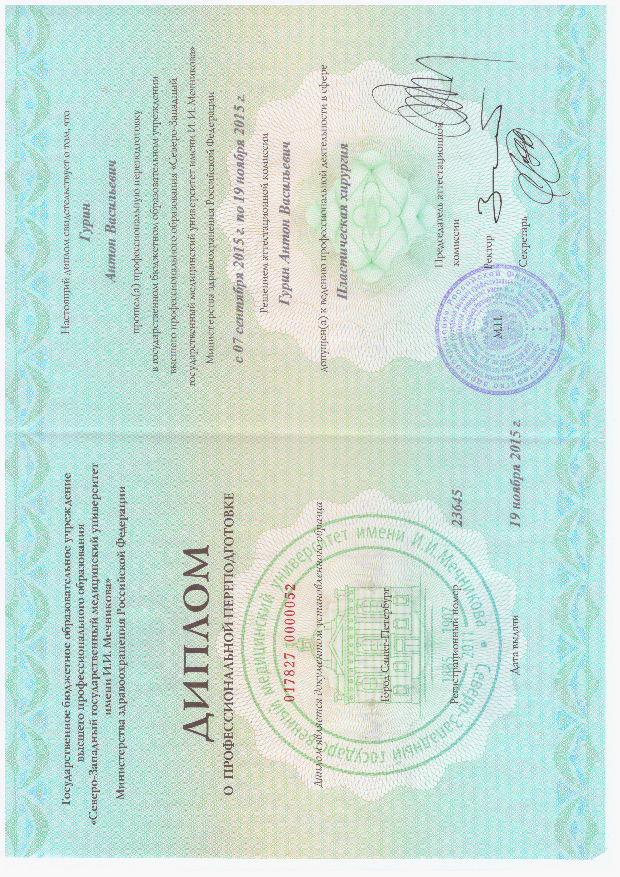 Государственное бюджетное образовательное учреждение
высшего профессионального образования
«Северо-Западный государственный медицинский университет
имени И.И. Мечникова»
Министерства здравоохранения Российской Федерации
ДИПЛОМ
О ПРОФЕССИОНАЛЬНОЙ ПЕРЕПОДГОТОВКЕ
017827 0000052
Диплом является документом установленного образца
Город Санкт-Петербург
1885 1907
2011
Регистрационный номер 23645
Дата выдачи 19 ноября 2015 г.
Северо-Западный государственный медицинский университет имени И.И. Мечникова
Настоящий диплом свидетельствует о том, что
Гурин
Антон Васильевич
прошел(а) профессиональную переподготовку
в государственном бюджетном образовательном учреждении
высшего профессионального образования «Северо-Западный
государственный медицинский университет имени И. И. Мечникова»
Министерства здравоохранения Российской Федерации
с 07 сентября 2015 г. по 19 ноября 2015 г.
Решением аттестационной комиссии
Гурин Антон Васильевич
допущен(а) к ведению профессиональной деятельности в сфере
Пластическая хирургия
Председатель аттестационной
комиссии
Ректор
Секретарь
М.П.